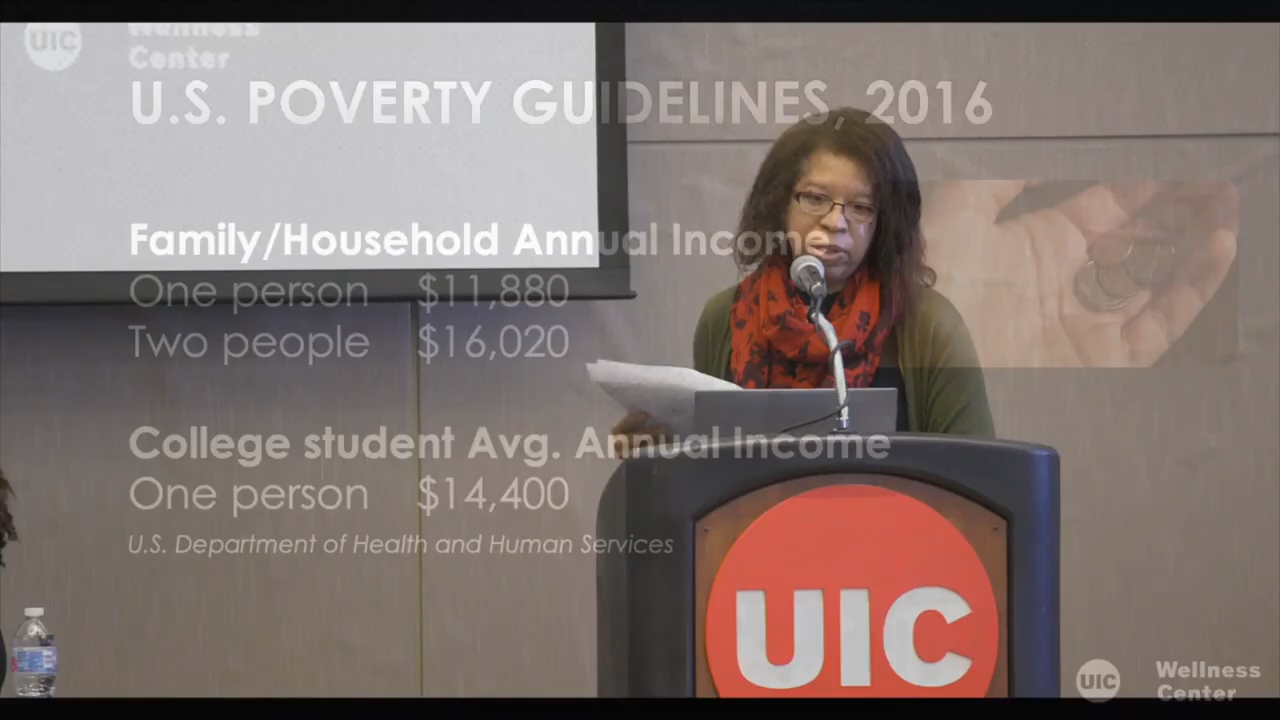 UIC
Wellness
Center
U.S. POVERTY GUIDELINES, 2016
Family/Household Annual Income
One person $11,880
Two people $16,020
College student Avg. Annual Income
One person $14,400
U.S. Department of Health and Human Services
UIC
UIC
Wellness
Center